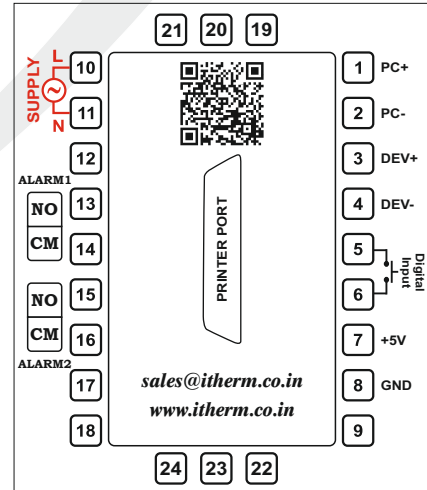 21 20 19
L
10
SUPPLY
11
N
12
ALARM1
NO
13
CM
14
NO
15
CM
16
ALARM2
17
18
PRINTER PORT
sales@itherm.co.in
www.itherm.co.in
1 PC+
2 PC-
3 DEV+
4 DEV-
5
Digital
Input
6
7 +5V
8 GND
9
24 23 22